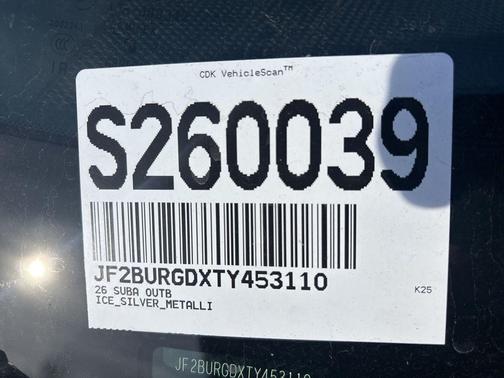 CDK VehicleScan™
S260039
JF2BURGDXTY453110
26 SUBA OUTB
K25
ICE_SILVER_METALLI
JF2BURGDXTY453110